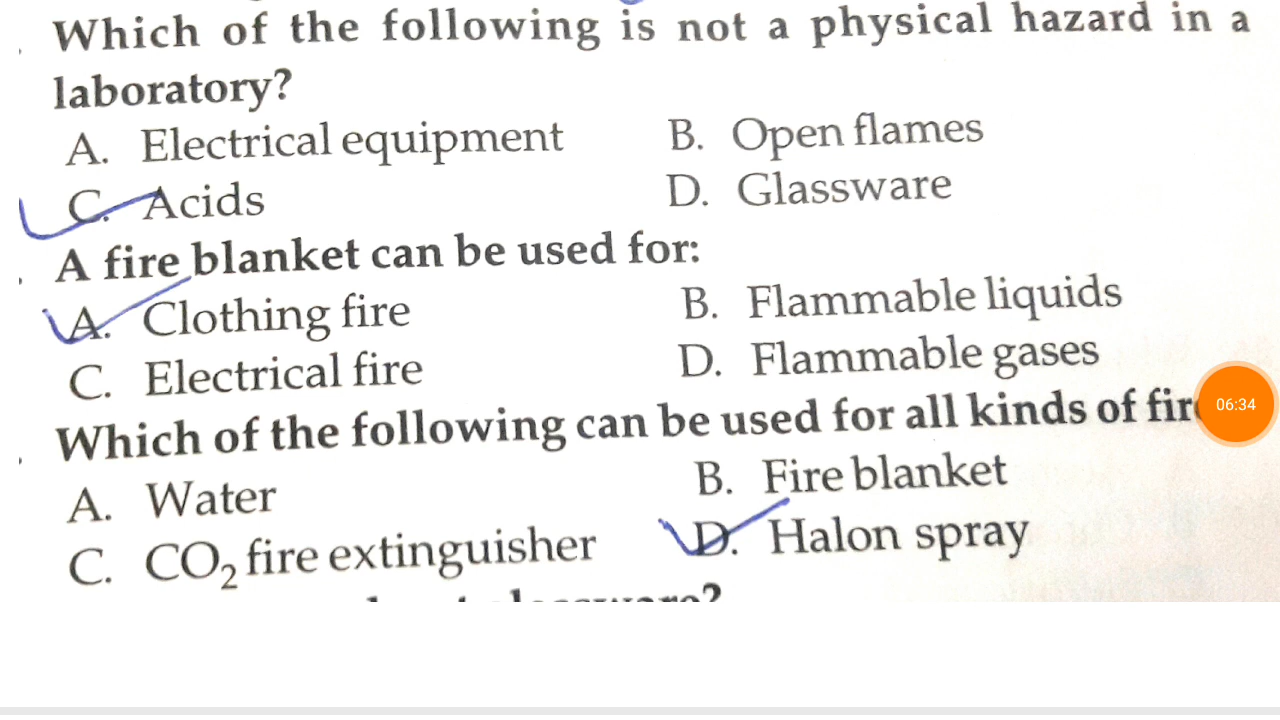 Which of the following is not a physical hazard in a
laboratory?
A. Electrical equipment B. Open flames
C. Acids D. Glassware
A fire blanket can be used for:
A. Clothing fire B. Flammable liquids
C. Electrical fire D. Flammable gases
Which of the following can be used for all kinds of
06:34
A. Water B. Fire blanket
C. CO₂ fire extinguisher D. Halon spray